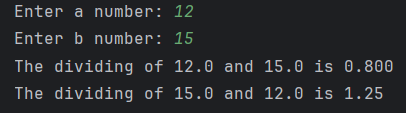 Enter a number: 12
Enter b number: 15
The dividing of 12.0 and 15.0 is 0.800
The dividing of 15.0 and 12.0 is 1.25